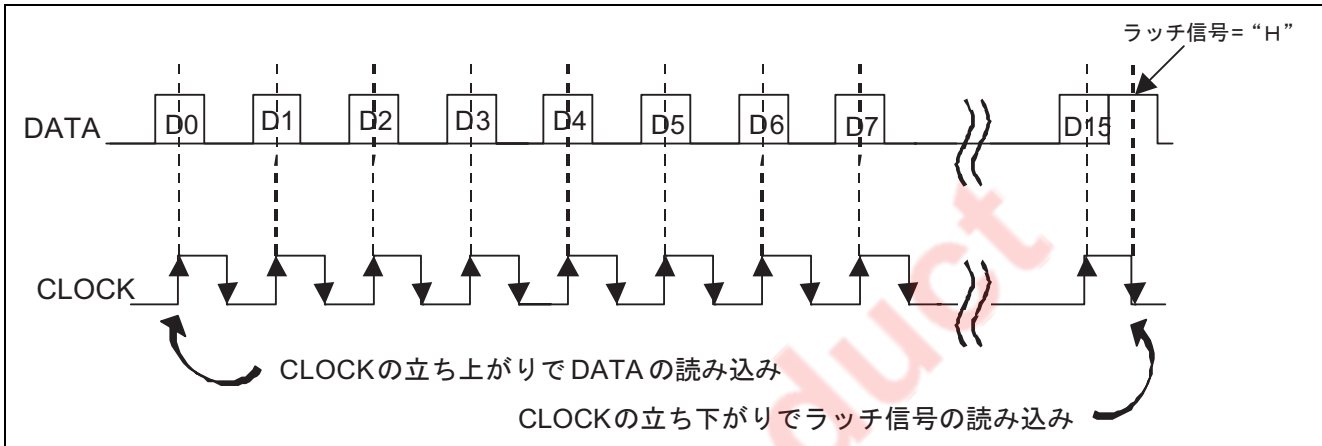 ラッチ信号= “H”
DATA D0 D1 D2 D3 D4 D5 D6 D7 D15
CLOCK
CLOCKの立ち上がりでDATAの読み込み
CLOCKの立ち下がりでラッチ信号の読み込み
duct